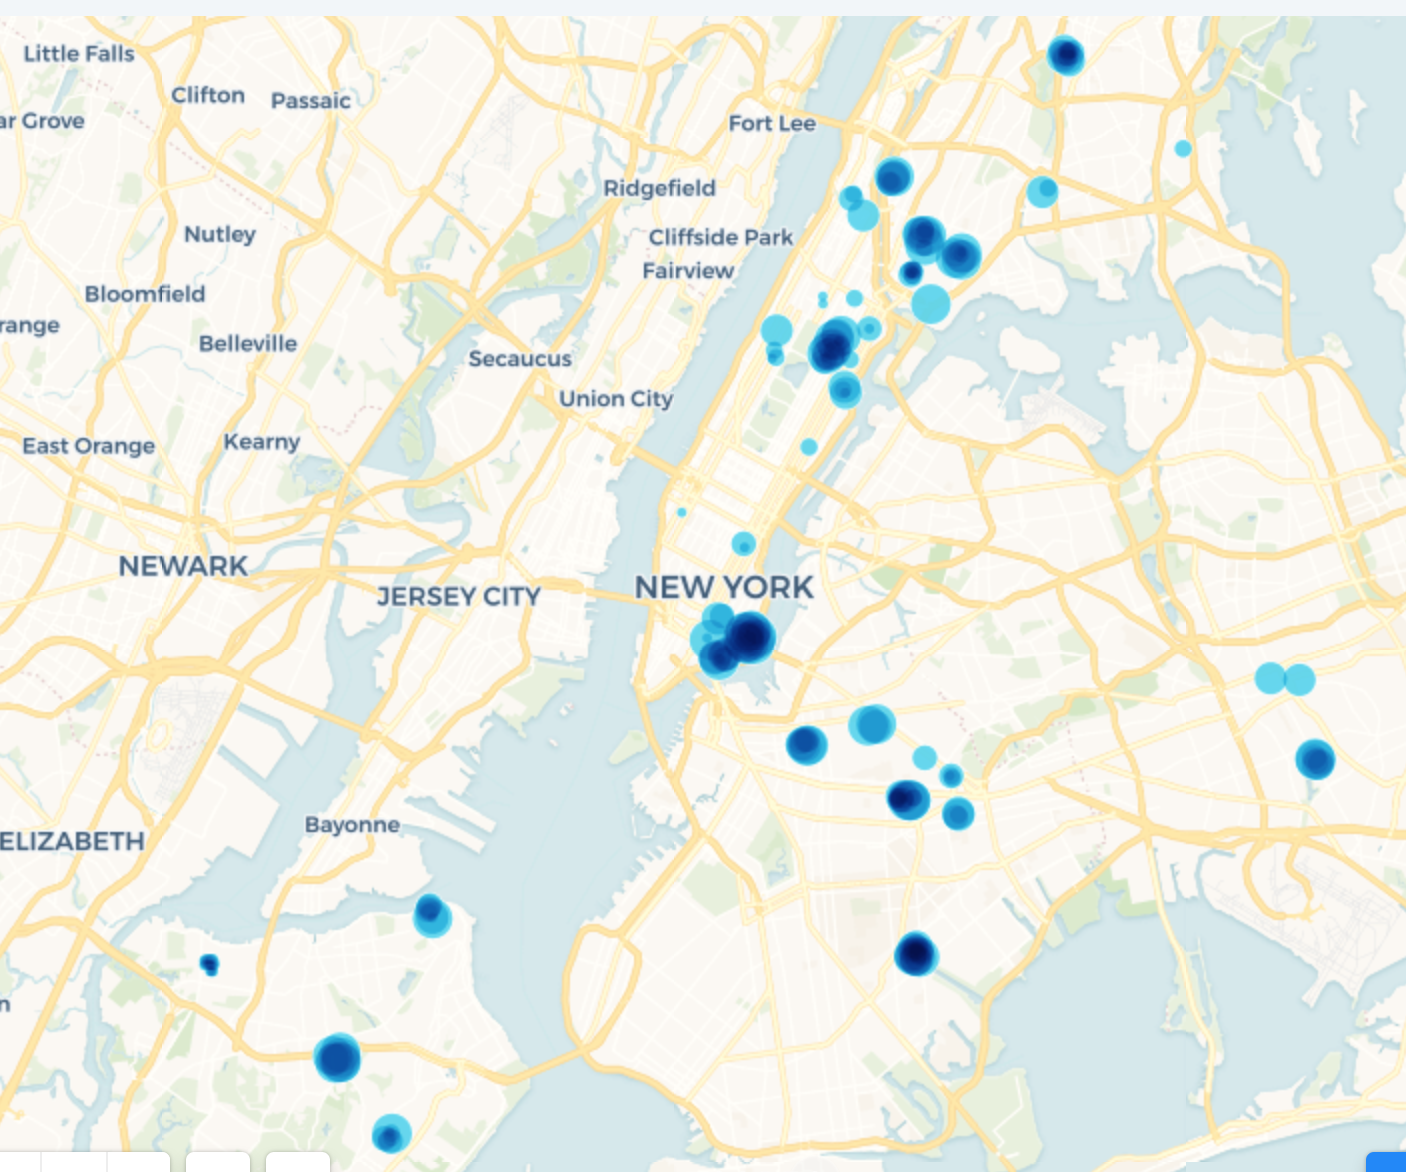 Little Falls
Clifton
Passaic
ar Grove
Fort Lee
Ridgefield
Nutley
Cliffside Park
Fairview
Bloomfield
range
Belleville
Secaucus
Union City
East Orange
Kearny
NEWARK
JERSEY CITY
NEW YORK
Bayonne
ELIZABETH
n